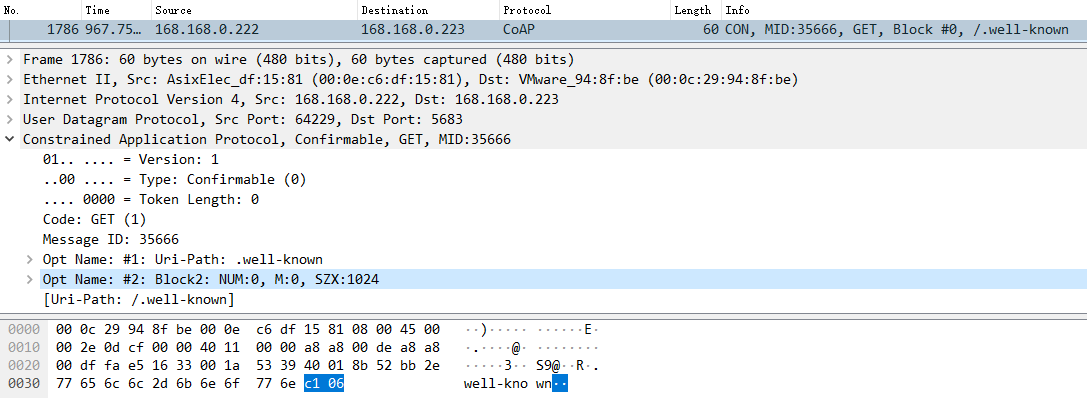 No. Time Source Destination Protocol Length Info
1786 967.75… 168.168.0.222 168.168.0.223 CoAP 60 CON, MID:35666, GET, Block #0, /.well-known
Frame 1786: 60 bytes on wire (480 bits), 60 bytes captured (480 bits)
Ethernet II, Src: AsixElec_df:15:81 (00:0e:c6:df:15:81), Dst: VMware_94:8f:be (00:0c:29:94:8f:be)
Internet Protocol Version 4, Src: 168.168.0.222, Dst: 168.168.0.223
User Datagram Protocol, Src Port: 64229, Dst Port: 5683
Constrained Application Protocol, Confirmable, GET, MID:35666
01.. .... = Version: 1
..00 .... = Type: Confirmable (0)
.... 0000 = Token Length: 0
Code: GET (1)
Message ID: 35666
Opt Name: #1: Uri-Path: .well-known
Opt Name: #2: Block2: NUM:0, M:0, SZX:1024
[Uri-Path: /.well-known]
0000 00 0c 29 94 8f be 00 0e c6 df 15 81 08 00 45 00 ··)····· ······E·
0010 00 2e 0d cf 00 00 40 11 00 00 a8 a8 00 de a8 a8 ·.····@· ········
0020 00 df fa e5 16 33 00 1a 53 39 40 01 8b 52 bb 2e ·····3·· S9@··R·.
0030 77 65 6c 6c 2d 6b 6e 6f 77 6e c1 06 well-kno wn··